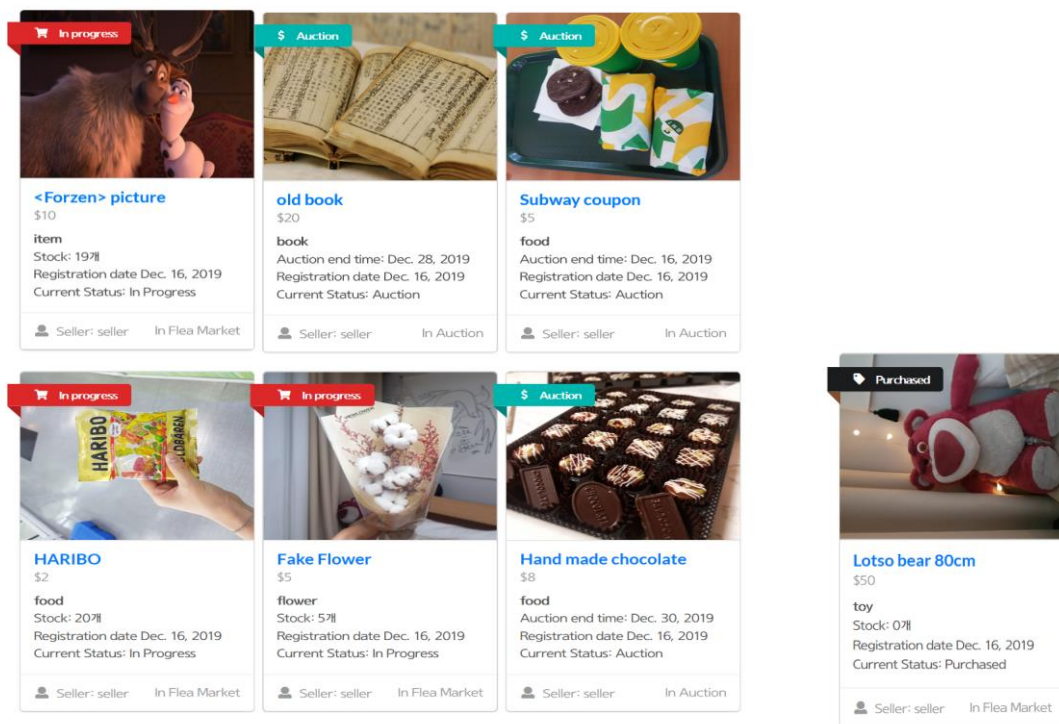 In progress
<Forzen> picture
$10
item
Stock: 19개
Registration date Dec. 16, 2019
Current Status: In Progress
Seller: seller In Flea Market
$ Auction
old book
$20
book
Auction end time: Dec. 28, 2019
Registration date Dec. 16, 2019
Current Status: Auction
Seller: seller In Auction
$ Auction
Subway coupon
$5
food
Auction end time: Dec. 16, 2019
Registration date Dec. 16, 2019
Current Status: Auction
Seller: seller In Auction
In progress
HARIBO
HARIBO
$2
food
Stock: 20개
Registration date Dec. 16, 2019
Current Status: In Progress
Seller: seller In Flea Market
In progress
Fake Flower
$5
flower
Stock: 5개
Registration date Dec. 16, 2019
Current Status: In Progress
Seller: seller In Flea Market
$ Auction
Hand made chocolate
$8
food
Auction end time: Dec. 30, 2019
Registration date Dec. 16, 2019
Current Status: Auction
Seller: seller In Auction
Purchased
Lotso bear 80cm
$50
toy
Stock: 0개
Registration date Dec. 16, 2019
Current Status: Purchased
Seller: seller In Flea Market